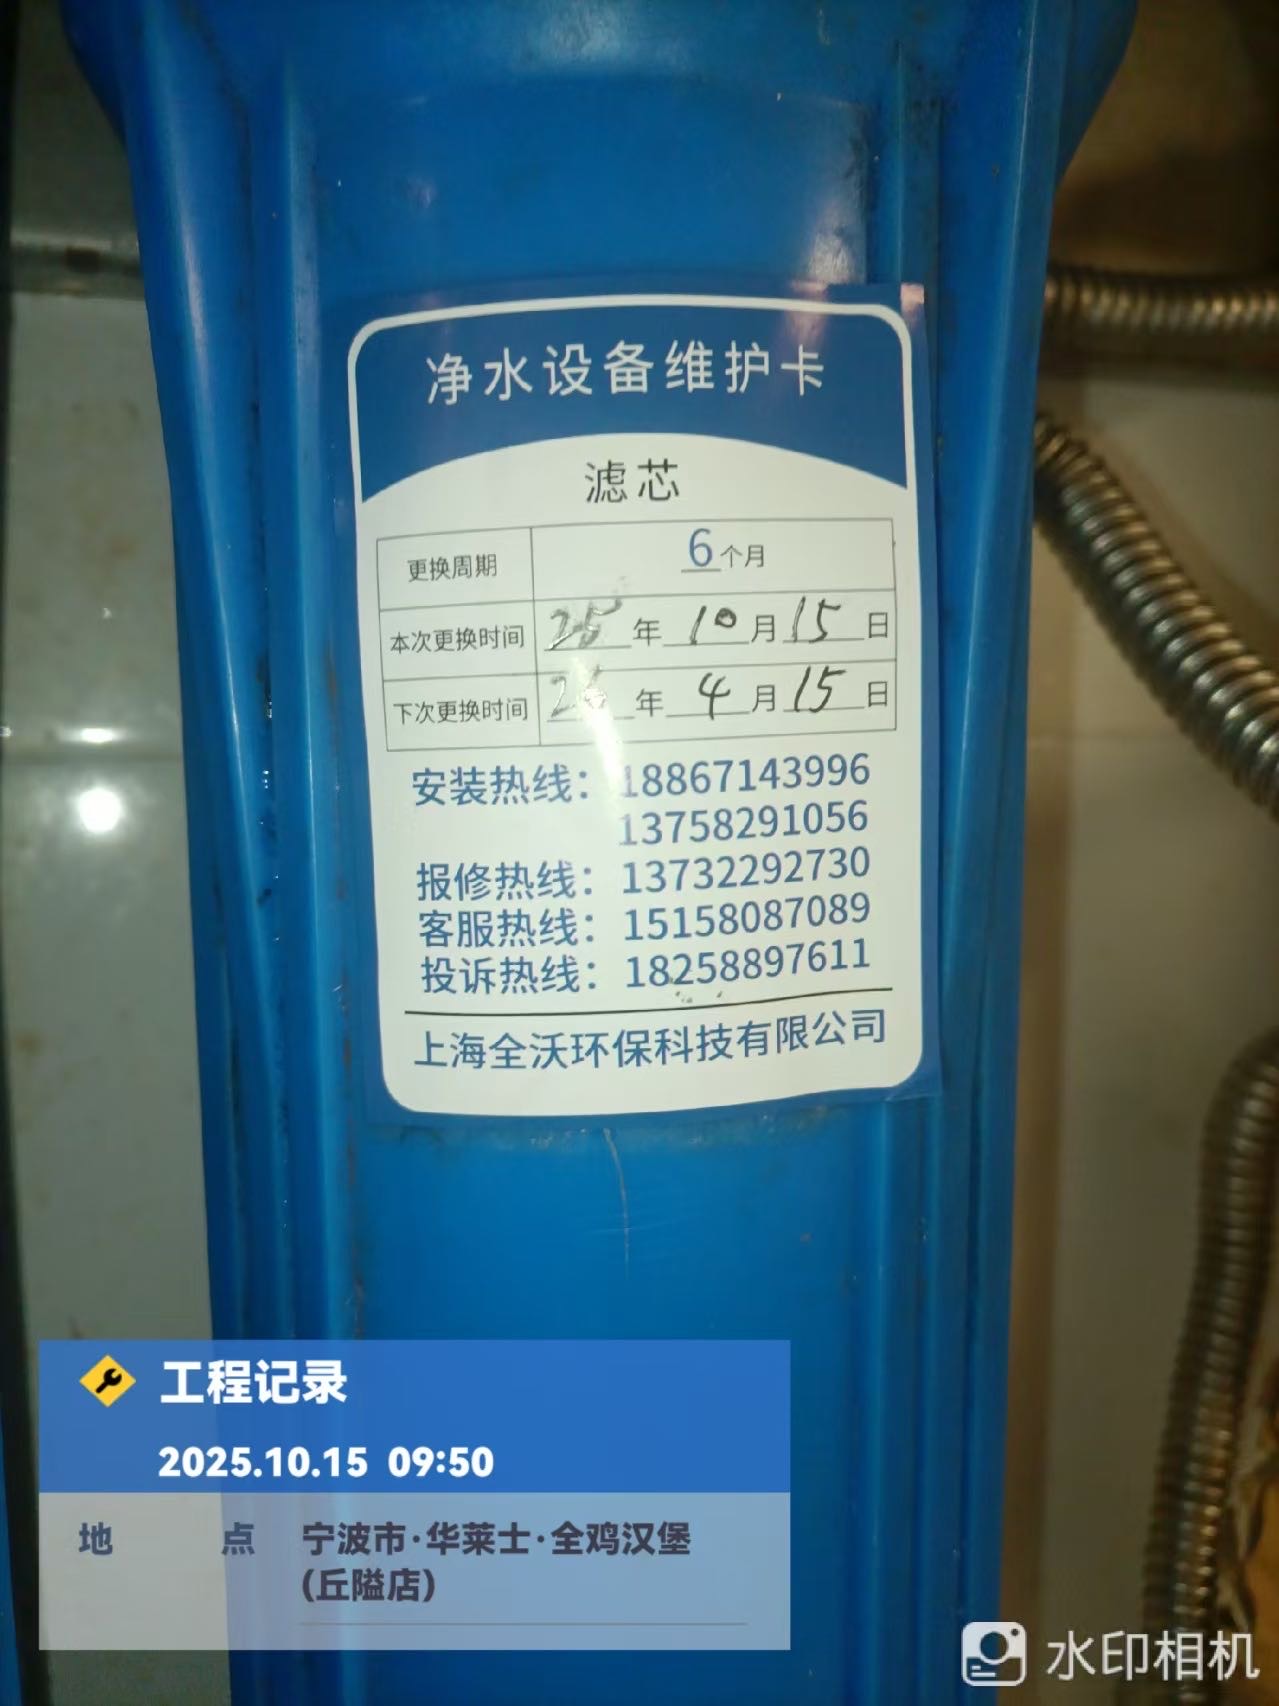 净水设备维护卡
滤芯
更换周期 6个月
本次更换时间 25年10月15日
下次更换时间 26年4月15日
安装热线：18867143996
13758291056
报修热线：13732292730
客服热线：15158087089
投诉热线：18258897611
上海全沃环保科技有限公司
工程记录
2025.10.15 09:50
地 点 宁波市·华莱士·全鸡汉堡
(丘隘店)
水印相机